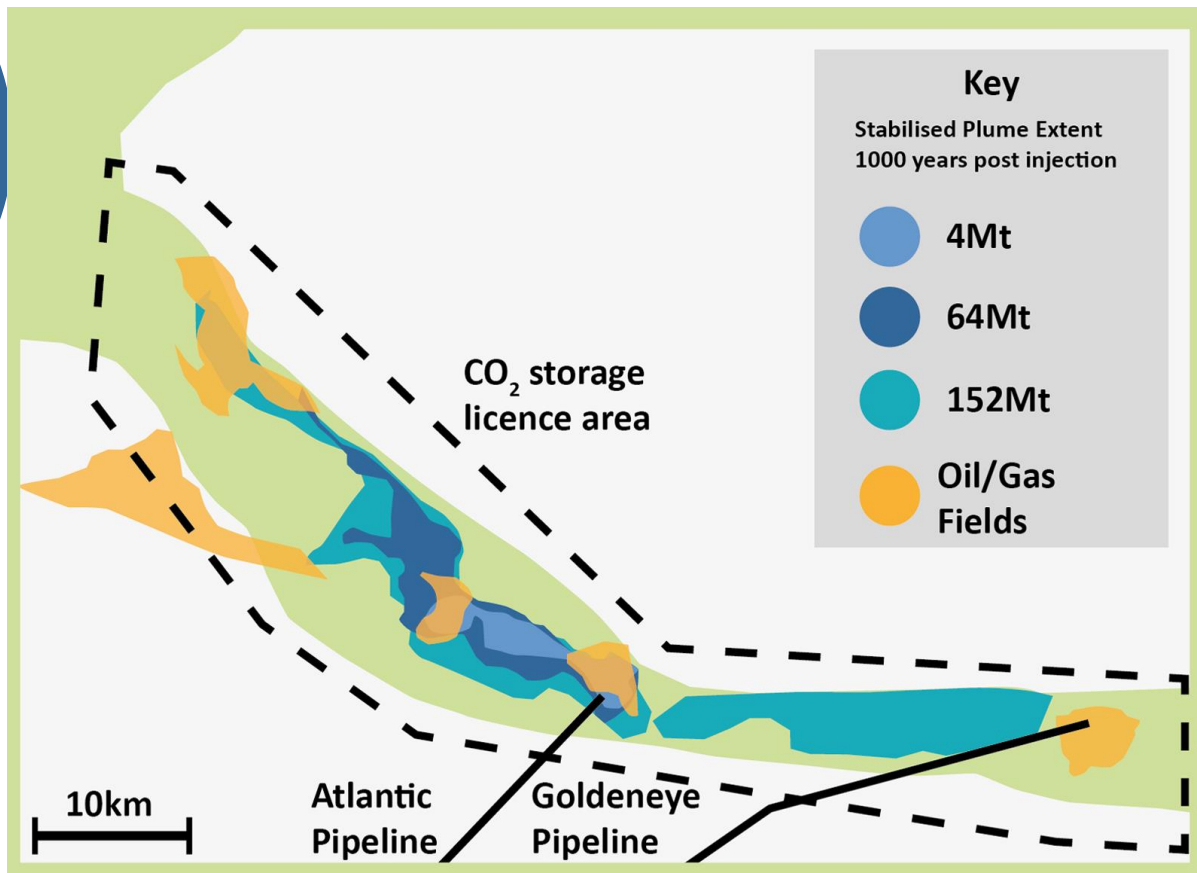 Key
Stabilised Plume Extent
1000 years post injection
4Mt
64Mt
152Mt
Oil/Gas
Fields
CO₂ storage
licence area
10km
Atlantic
Pipeline
Goldeneye
Pipeline